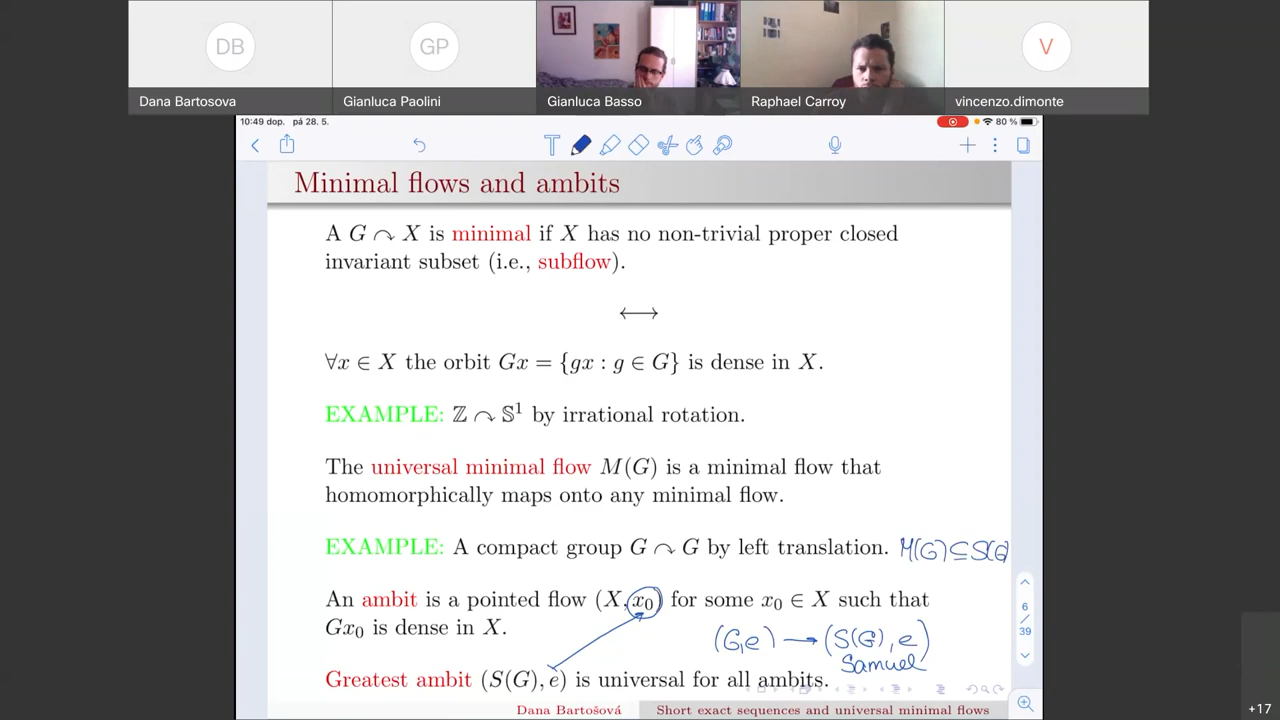 DB
GP
V
Dana Bartosova
Gianluca Paolini
Gianluca Basso
Raphael Carroy
vincenzo.dimonte
10:49 dop. pá 28. 5.
80 %
Minimal flows and ambits
A G ↷ X is minimal if X has no non-trivial proper closed
invariant subset (i.e., subflow).
⟷
∀x ∈ X the orbit Gx = {gx : g ∈ G} is dense in X.
EXAMPLE: ℤ ↷ 𝕊¹ by irrational rotation.
The universal minimal flow M(G) is a minimal flow that
homomorphically maps onto any minimal flow.
EXAMPLE: A compact group G ↷ G by left translation. M(G)⊆S(G)
An ambit is a pointed flow (X, x₀) for some x₀ ∈ X such that
Gx₀ is dense in X.
(G,e) → (S(G), e)
Samuel
Greatest ambit (S(G), e) is universal for all ambits.
6
/
39
Dana Bartošová
Short exact sequences and universal minimal flows
+17